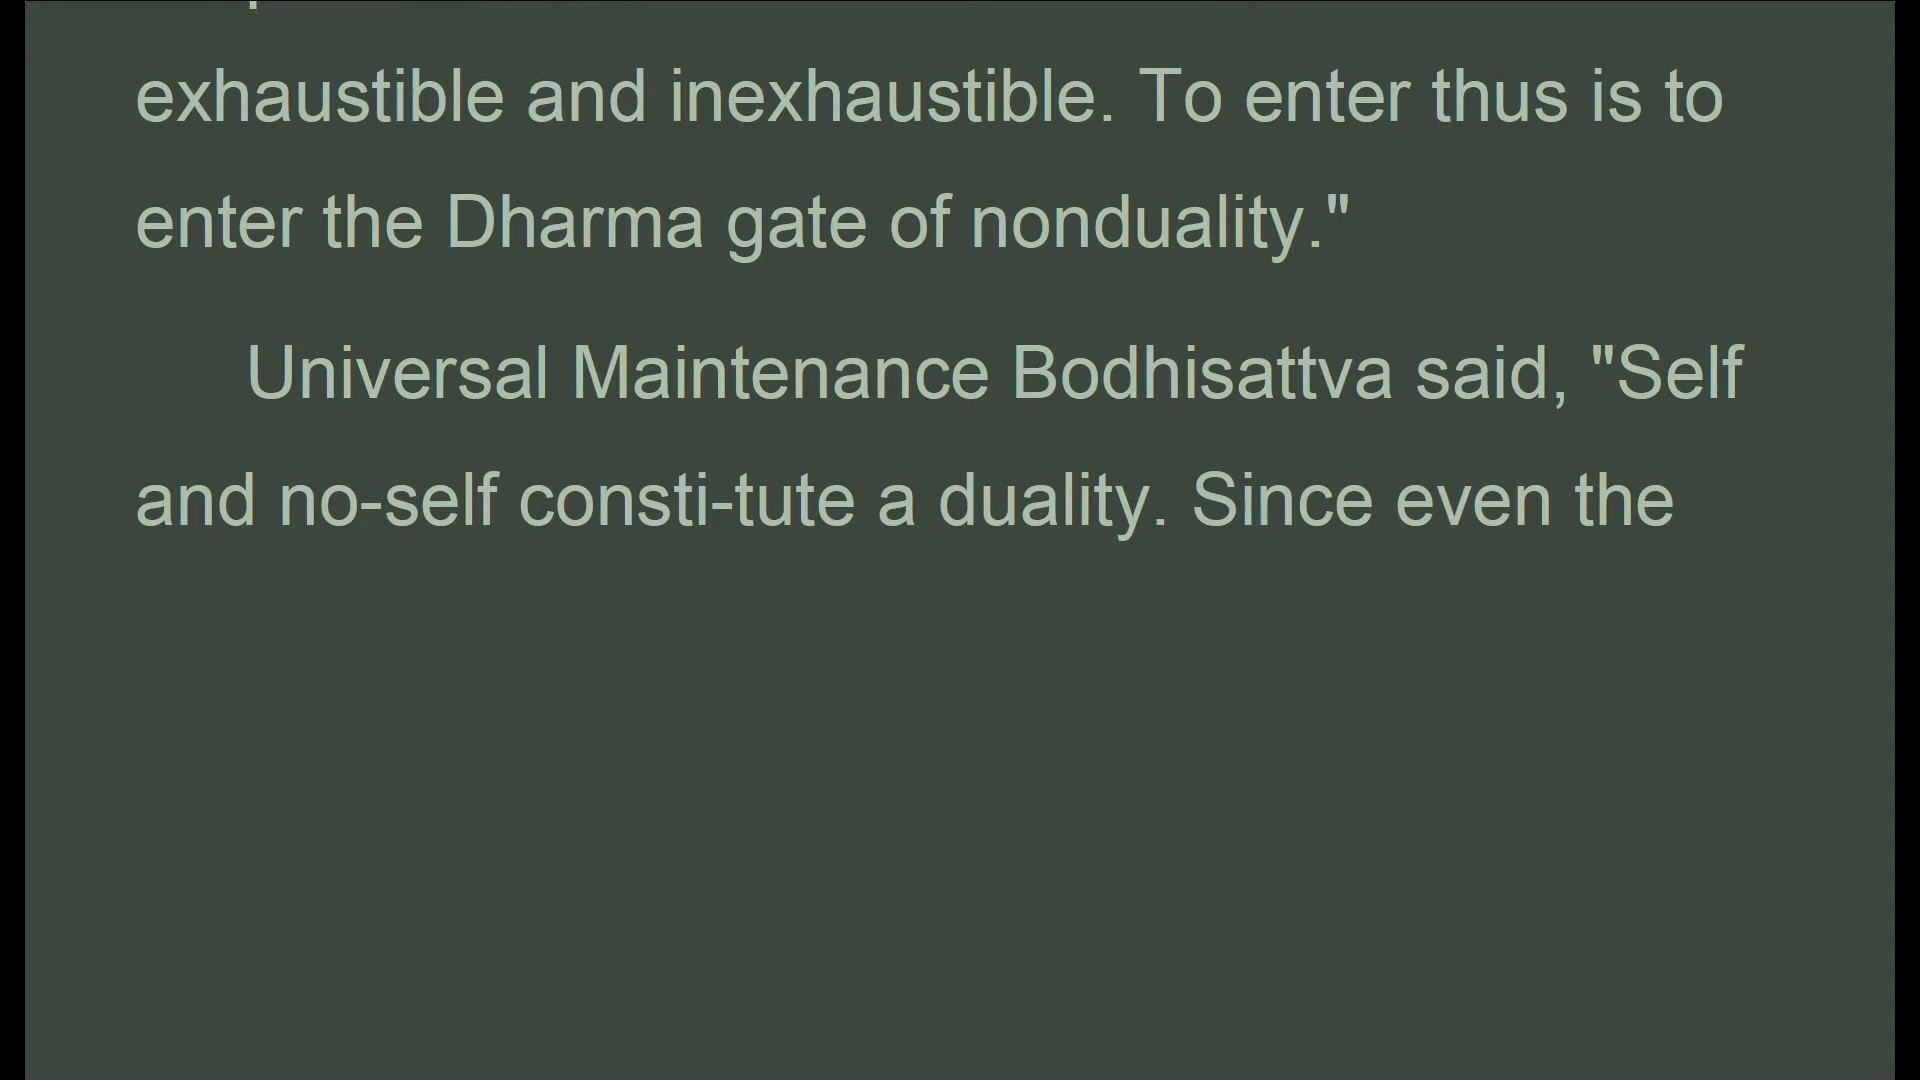 exhaustible and inexhaustible. To enter thus is to
enter the Dharma gate of nonduality."
Universal Maintenance Bodhisattva said, "Self
and no-self consti-tute a duality. Since even the